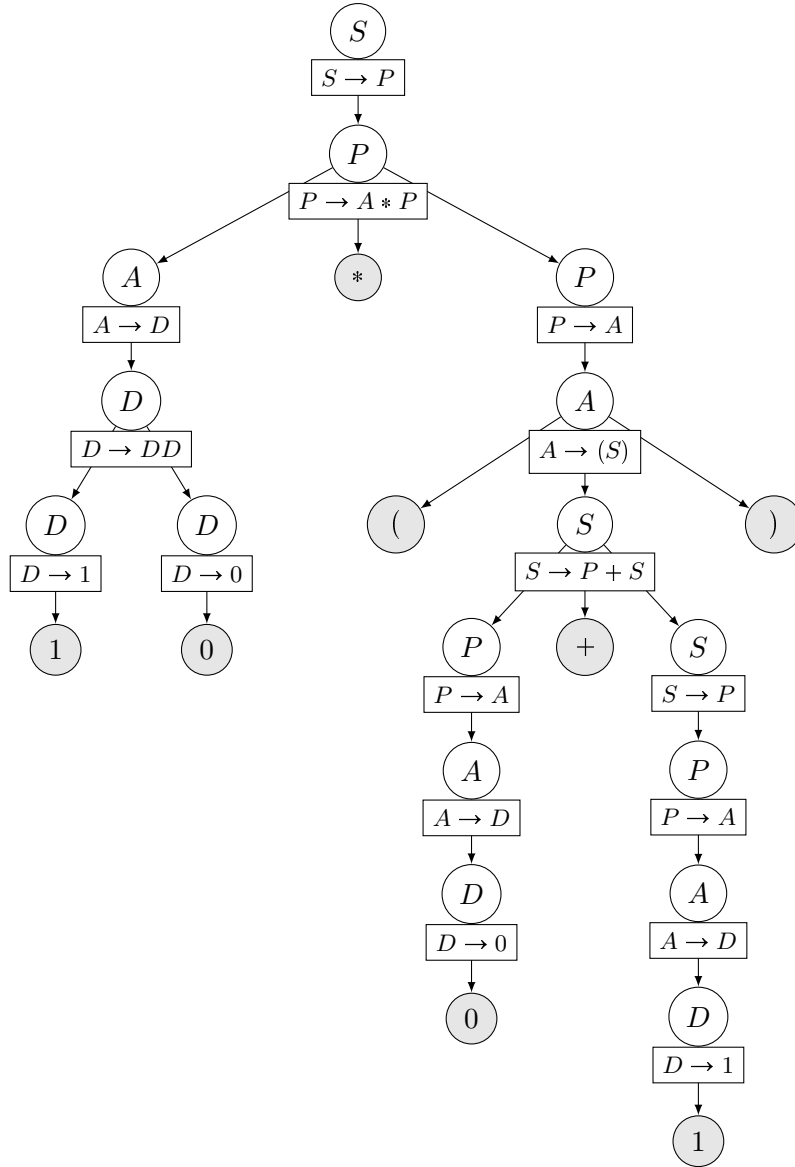 S
S → P
P
P → A * P
A * P
A → D P → A
D A
D → DD A → (S)
D D ( S )
D → 1 D → 0 S → P + S
1 0 P + S
P → A S → P
A P
A → D P → A
D A
D → 0 A → D
0 D
D → 1
1